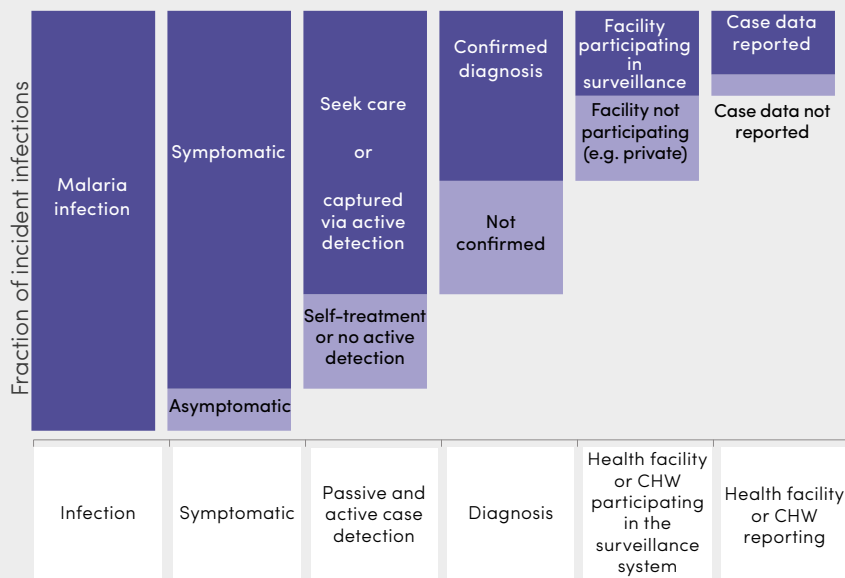 Fraction of incident infections
Malaria
infection
Symptomatic
Asymptomatic
Seek care
or
captured
via active
detection
Self-treatment
or no active
detection
Confirmed
diagnosis
Not
confirmed
Facility
participating
in
surveillance
Facility not
participating
(e.g. private)
Case data
reported
Case data not
reported
Infection
Symptomatic
Passive and
active case
detection
Diagnosis
Health facility
or CHW
participating
in the
surveillance
system
Health facility
or CHW
reporting